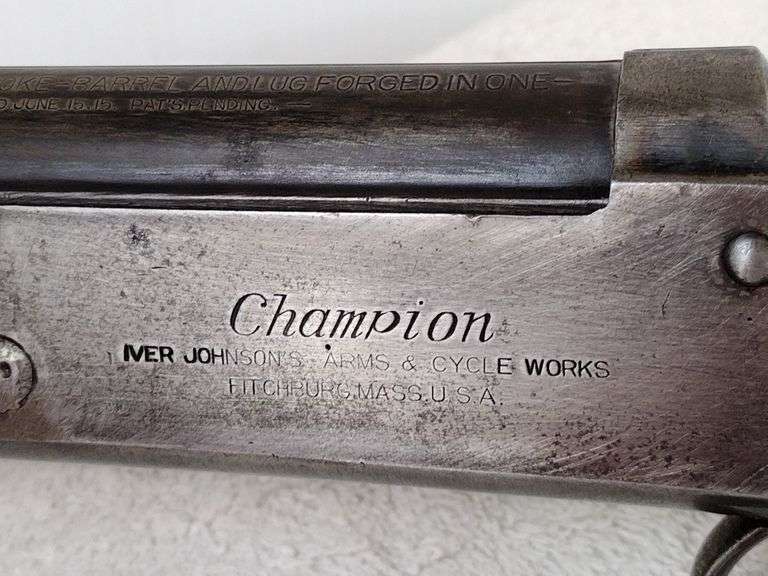 BARREL AND LUG FORGED IN ONE—
JUNE 15.15. PAT'S.PENDING. —
Champion
IVER JOHNSON'S ARMS & CYCLE WORKS
FITCHBURG.MASS.U.S.A.